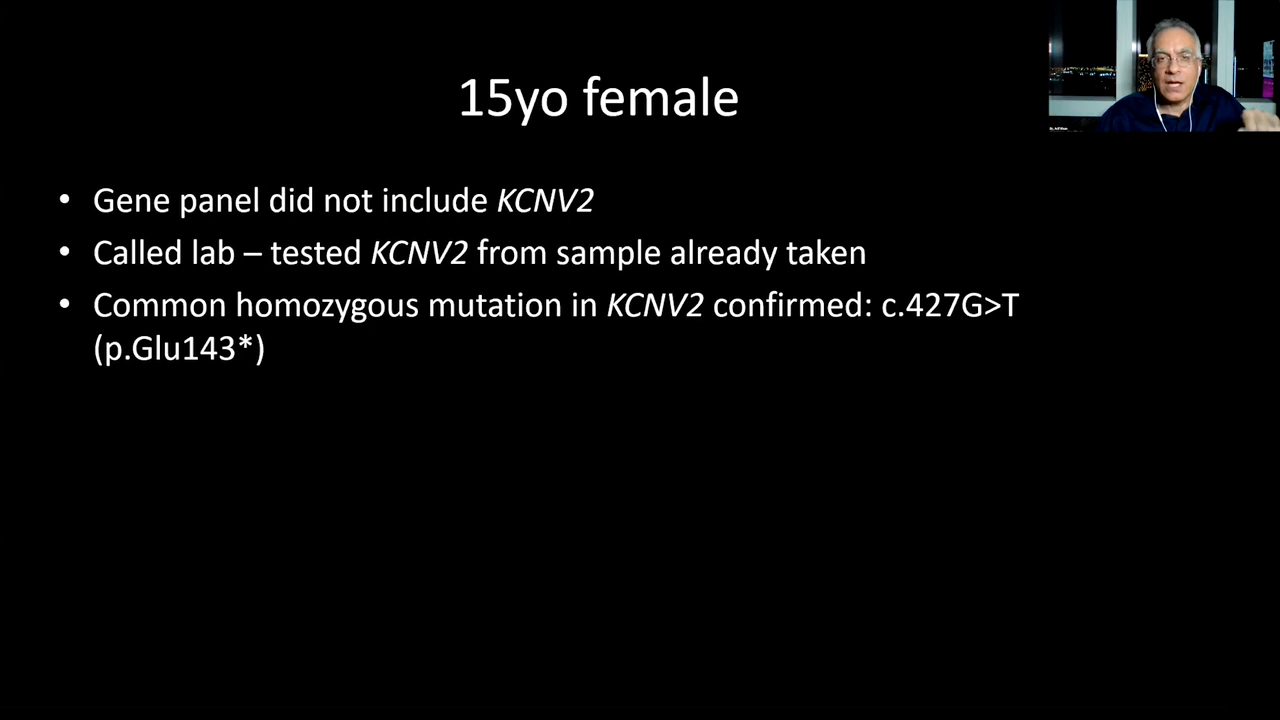 15yo female
• Gene panel did not include KCNV2
• Called lab – tested KCNV2 from sample already taken
• Common homozygous mutation in KCNV2 confirmed: c.427G>T
(p.Glu143*)